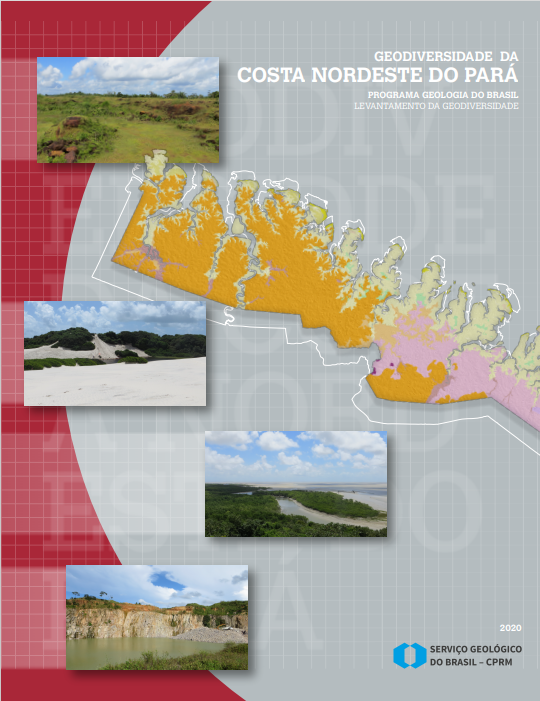 GEODIVERSIDADE DA
COSTA NORDESTE DO PARÁ
PROGRAMA GEOLOGIA DO BRASIL
LEVANTAMENTO DA GEODIVERSIDADE
2020
SERVIÇO GEOLÓGICO
DO BRASIL – CPRM